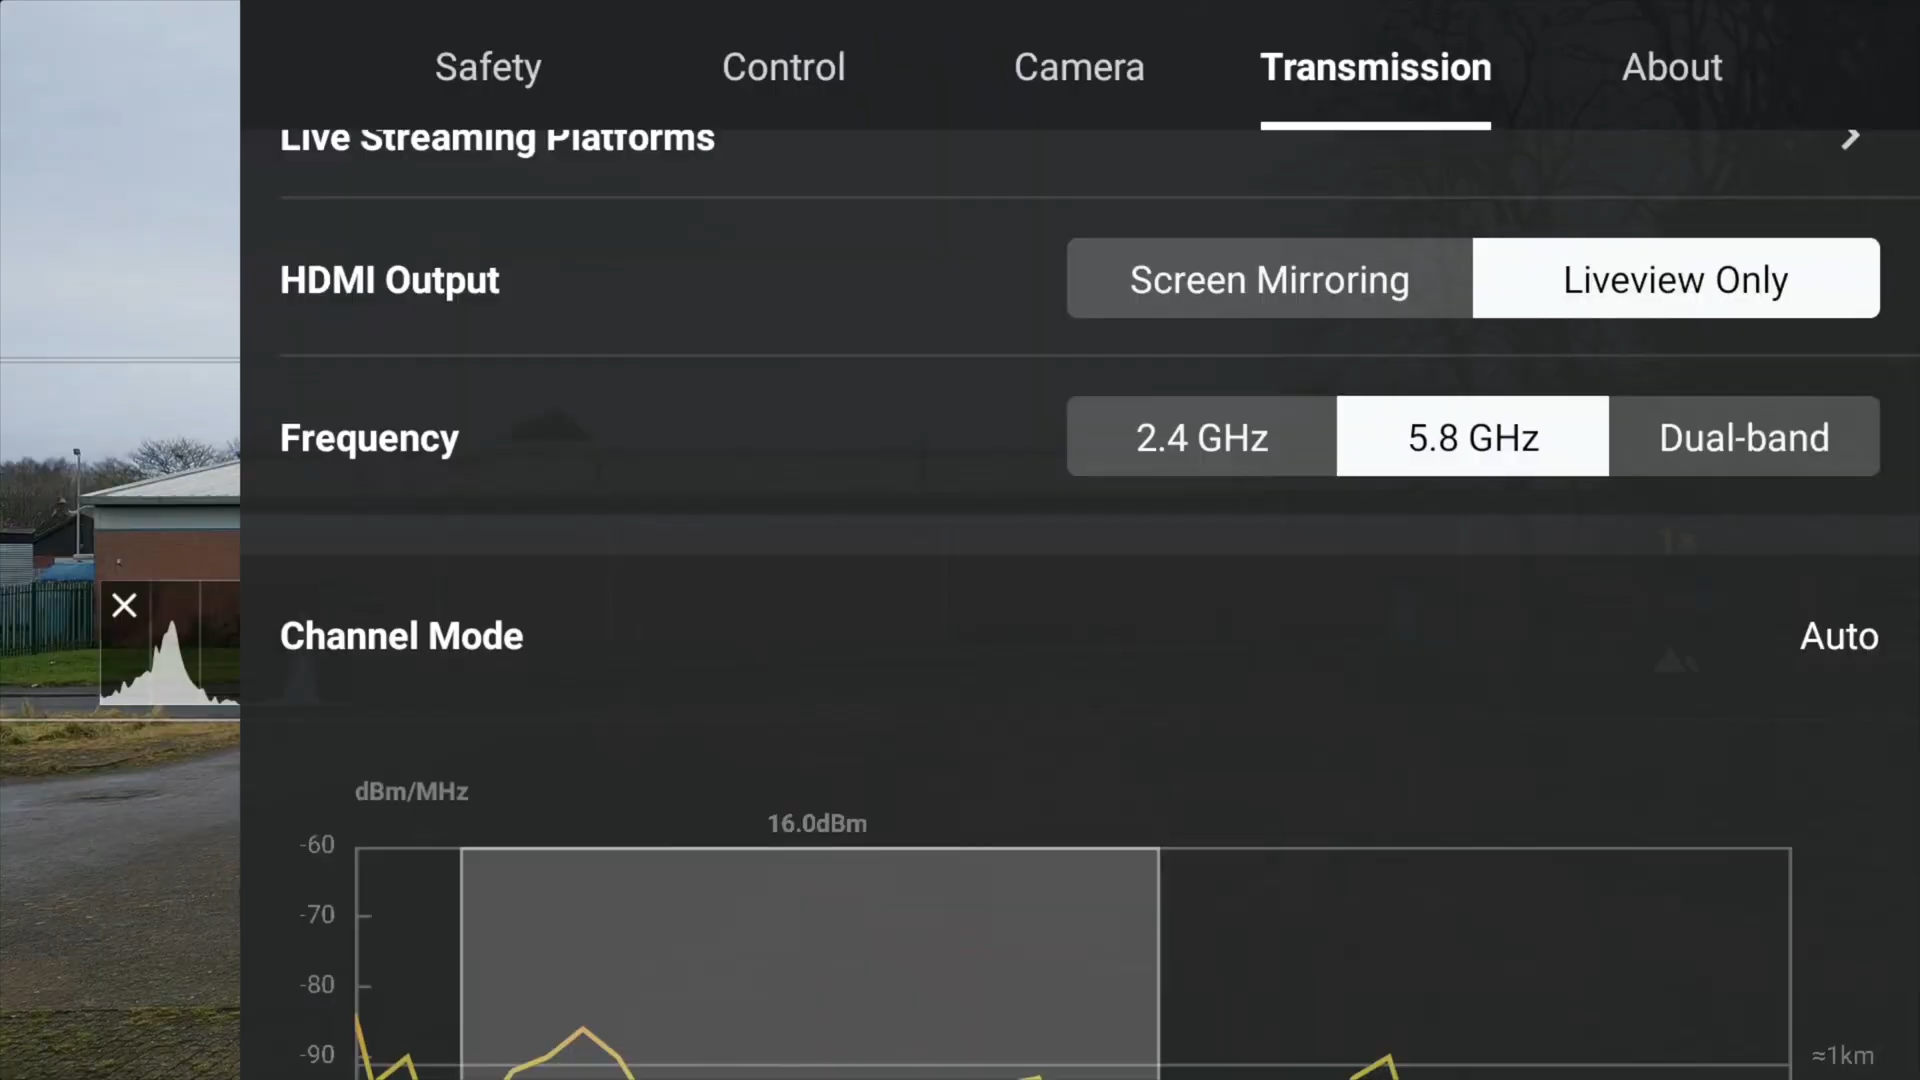 Safety Control Camera Transmission About
Live Streaming Platforms
HDMI Output Screen Mirroring Liveview Only
Frequency 2.4 GHz 5.8 GHz Dual-band
1×
Channel Mode Auto
dBm/MHz
16.0dBm
-60
-70
-80
-90 ≈1km